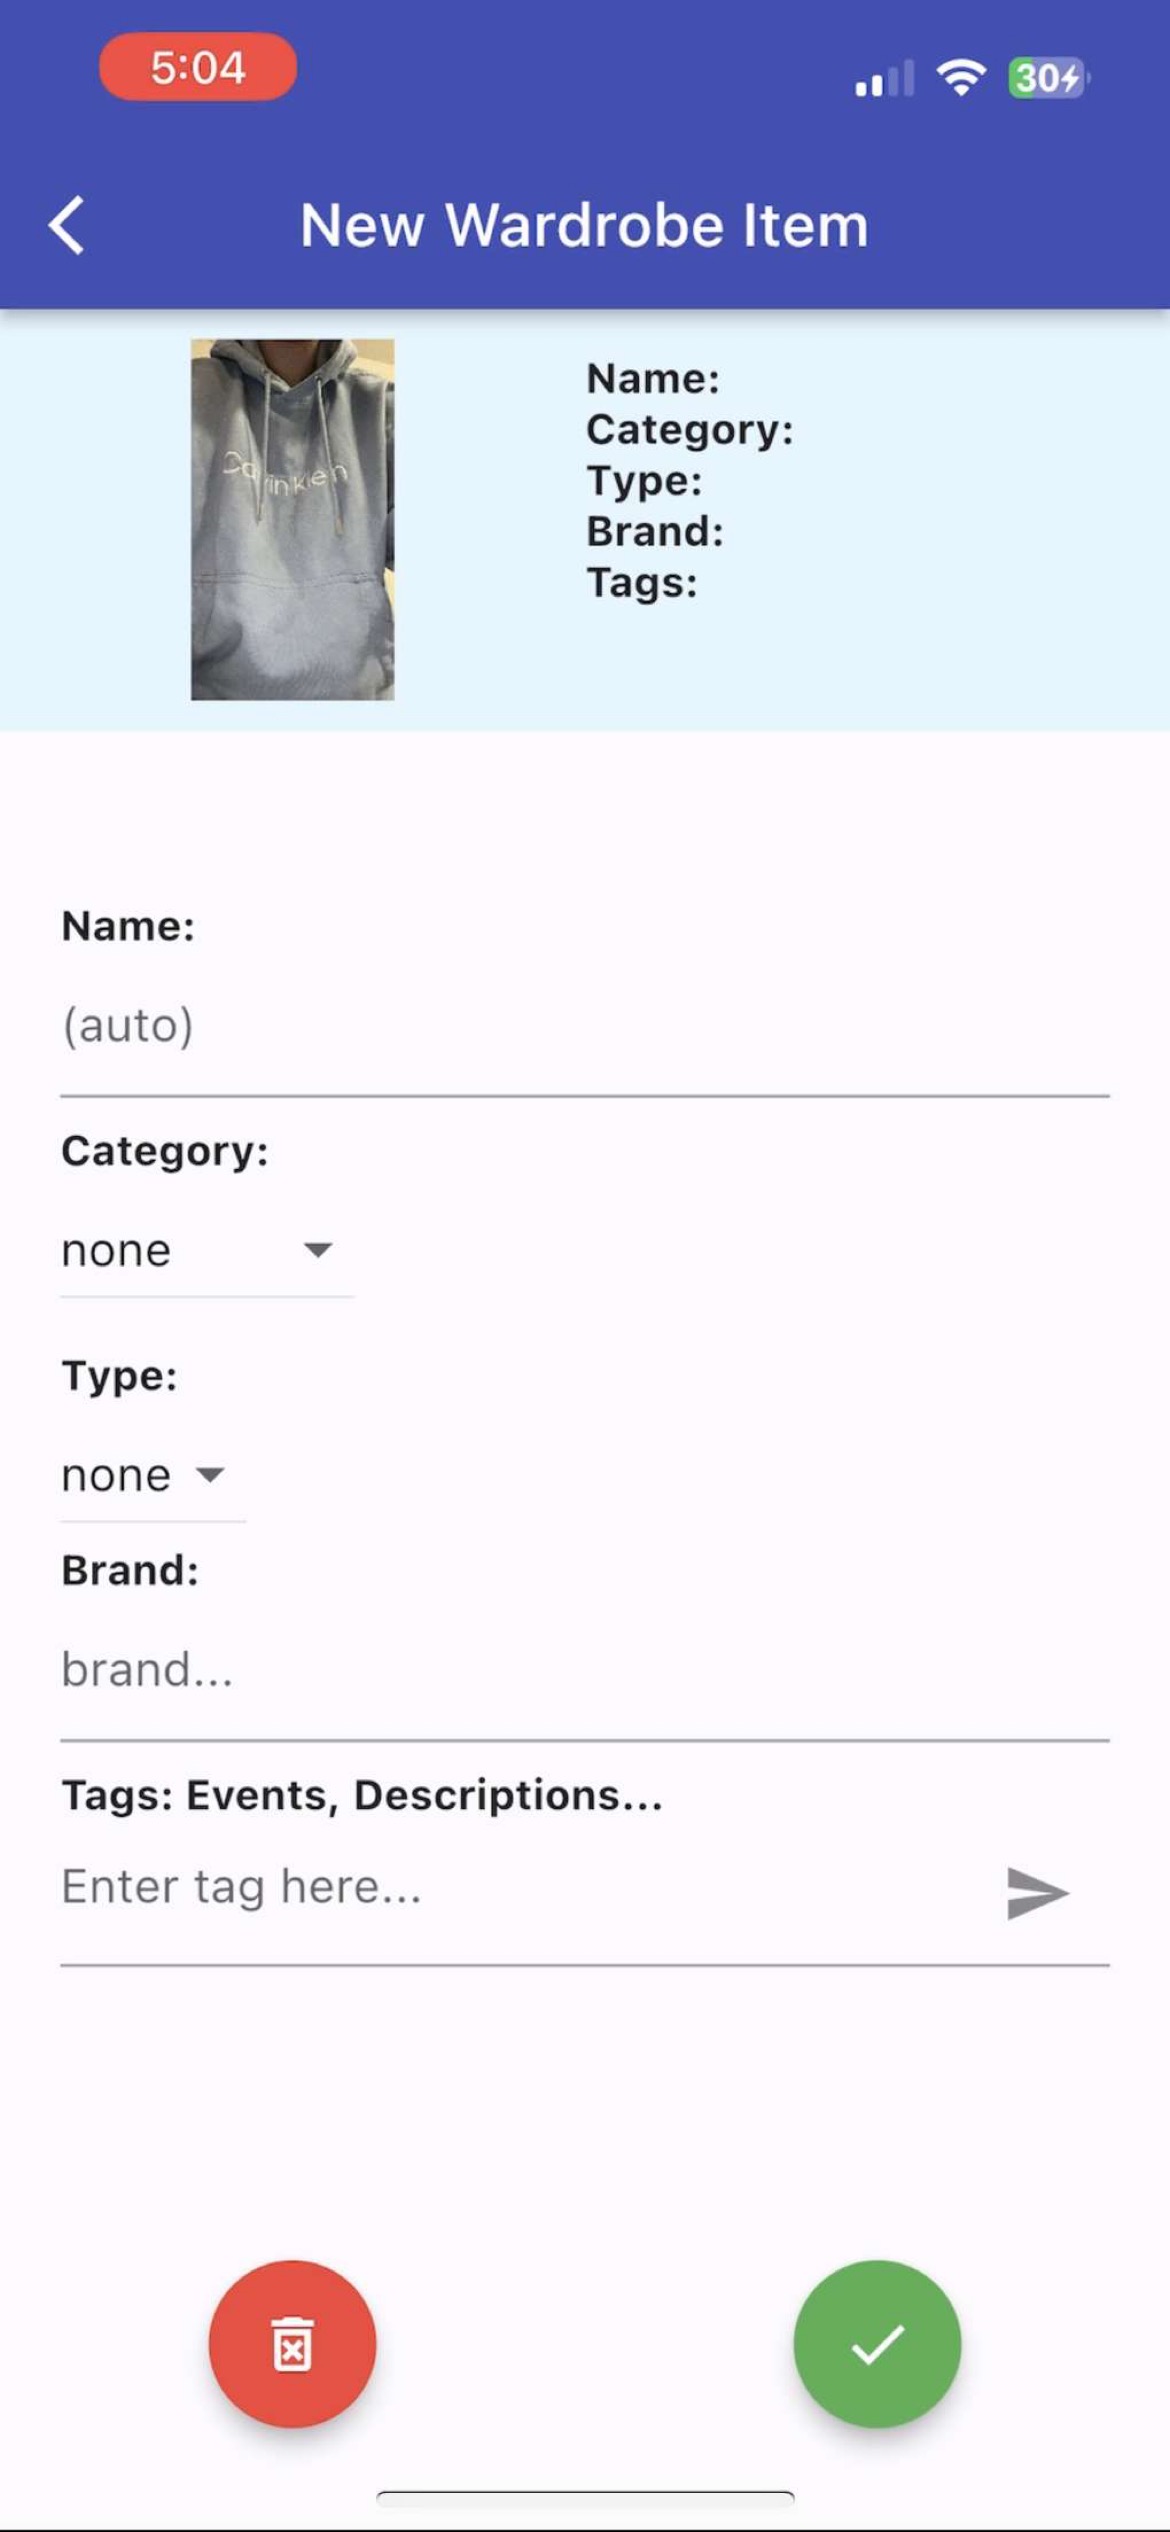 5:04
30
New Wardrobe Item
Calvin Klein
Name:
Category:
Type:
Brand:
Tags:
Name:
(auto)
Category:
none
Type:
none
Brand:
brand...
Tags: Events, Descriptions...
Enter tag here...